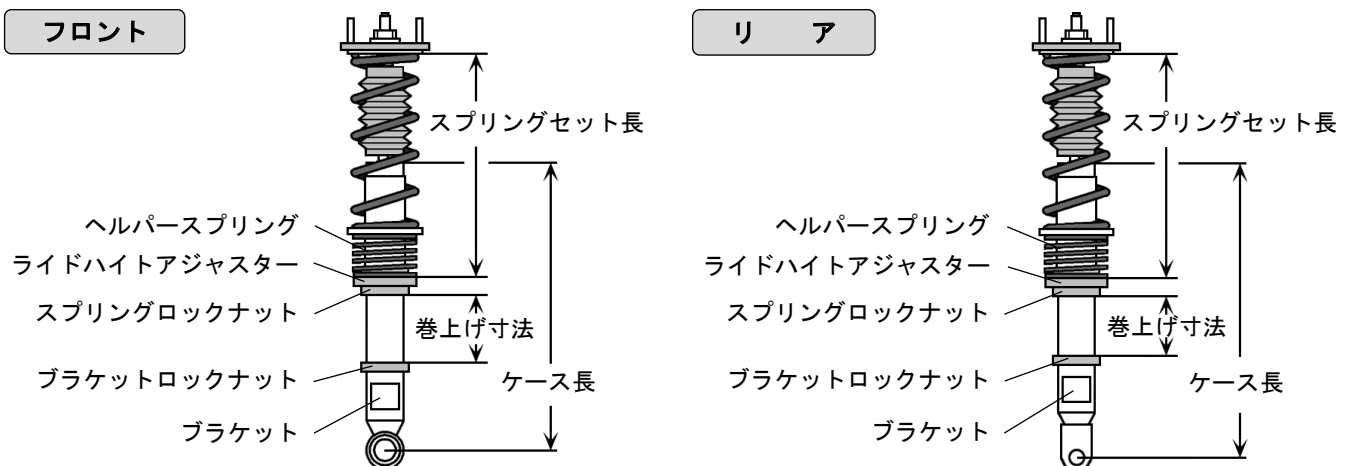 フロント
スプリングセット長
ヘルパースプリング
ライドハイトアジャスター
スプリングロックナット
巻上げ寸法
ブラケットロックナット
ケース長
ブラケット
リ ア
スプリングセット長
ヘルパースプリング
ライドハイトアジャスター
スプリングロックナット
巻上げ寸法
ブラケットロックナット
ケース長
ブラケット